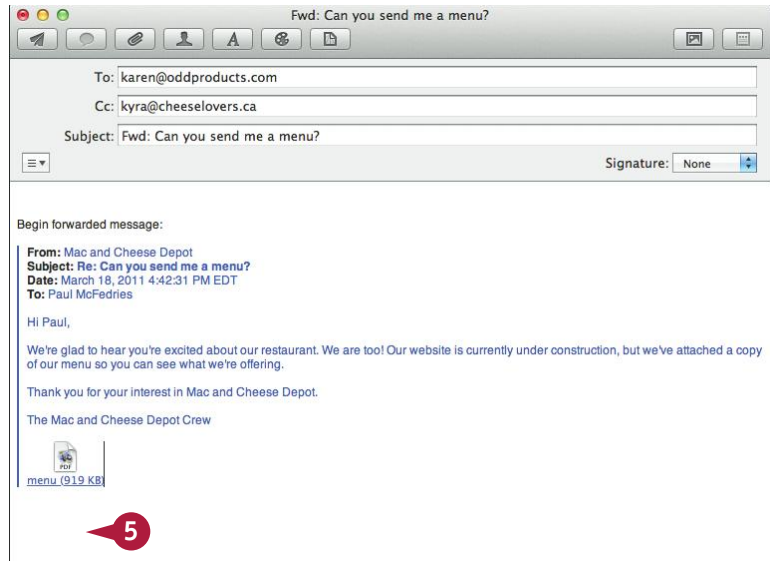 Fwd: Can you send me a menu?
A
To: karen@oddproducts.com
Cc: kyra@cheeselovers.ca
Subject: Fwd: Can you send me a menu?
Signature: None
Begin forwarded message:
From: Mac and Cheese Depot
Subject: Re: Can you send me a menu?
Date: March 18, 2011 4:42:31 PM EDT
To: Paul McFedries
Hi Paul,
We're glad to hear you're excited about our restaurant. We are too! Our website is currently under construction, but we've attached a copy
of our menu so you can see what we're offering.
Thank you for your interest in Mac and Cheese Depot.
The Mac and Cheese Depot Crew
PDF
menu (919 KB)
5